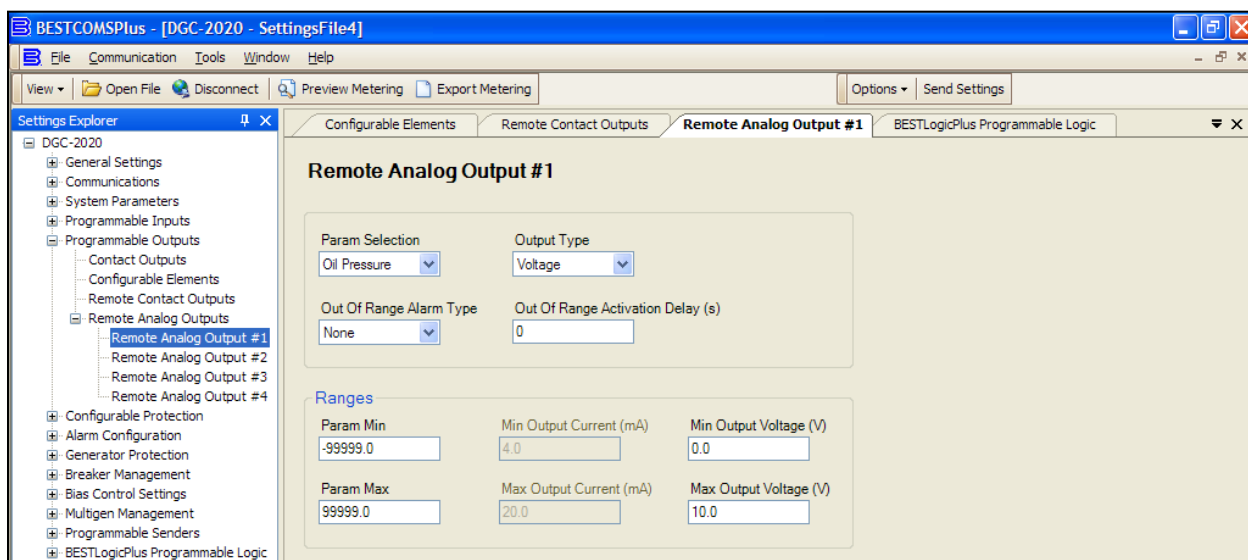 BESTCOMSPlus - [DGC-2020 - SettingsFile4]
File Communication Tools Window Help
View Open File Disconnect Preview Metering Export Metering Options Send Settings
Settings Explorer
DGC-2020
General Settings
Communications
System Parameters
Programmable Inputs
Programmable Outputs
Contact Outputs
Configurable Elements
Remote Contact Outputs
Remote Analog Outputs
Remote Analog Output #1
Remote Analog Output #2
Remote Analog Output #3
Remote Analog Output #4
Configurable Protection
Alarm Configuration
Generator Protection
Breaker Management
Bias Control Settings
Multigen Management
Programmable Senders
BESTLogicPlus Programmable Logic
Configurable Elements Remote Contact Outputs Remote Analog Output #1 BESTLogicPlus Programmable Logic
Remote Analog Output #1
Param Selection Output Type
Oil Pressure Voltage
Out Of Range Alarm Type Out Of Range Activation Delay (s)
None 0
Ranges
Param Min Min Output Current (mA) Min Output Voltage (V)
-99999.0 4.0 0.0
Param Max Max Output Current (mA) Max Output Voltage (V)
99999.0 20.0 10.0